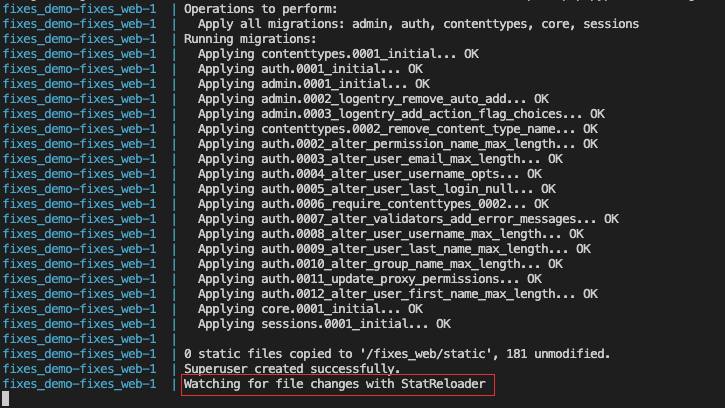 fixes_demo-fixes_web-1 | Operations to perform:
fixes_demo-fixes_web-1 |   Apply all migrations: admin, auth, contenttypes, core, sessions
fixes_demo-fixes_web-1 | Running migrations:
fixes_demo-fixes_web-1 |   Applying contenttypes.0001_initial... OK
fixes_demo-fixes_web-1 |   Applying auth.0001_initial... OK
fixes_demo-fixes_web-1 |   Applying admin.0001_initial... OK
fixes_demo-fixes_web-1 |   Applying admin.0002_logentry_remove_auto_add... OK
fixes_demo-fixes_web-1 |   Applying admin.0003_logentry_add_action_flag_choices... OK
fixes_demo-fixes_web-1 |   Applying contenttypes.0002_remove_content_type_name... OK
fixes_demo-fixes_web-1 |   Applying auth.0002_alter_permission_name_max_length... OK
fixes_demo-fixes_web-1 |   Applying auth.0003_alter_user_email_max_length... OK
fixes_demo-fixes_web-1 |   Applying auth.0004_alter_user_username_opts... OK
fixes_demo-fixes_web-1 |   Applying auth.0005_alter_user_last_login_null... OK
fixes_demo-fixes_web-1 |   Applying auth.0006_require_contenttypes_0002... OK
fixes_demo-fixes_web-1 |   Applying auth.0007_alter_validators_add_error_messages... OK
fixes_demo-fixes_web-1 |   Applying auth.0008_alter_user_username_max_length... OK
fixes_demo-fixes_web-1 |   Applying auth.0009_alter_user_last_name_max_length... OK
fixes_demo-fixes_web-1 |   Applying auth.0010_alter_group_name_max_length... OK
fixes_demo-fixes_web-1 |   Applying auth.0011_update_proxy_permissions... OK
fixes_demo-fixes_web-1 |   Applying auth.0012_alter_user_first_name_max_length... OK
fixes_demo-fixes_web-1 |   Applying core.0001_initial... OK
fixes_demo-fixes_web-1 |   Applying sessions.0001_initial... OK
fixes_demo-fixes_web-1 |
fixes_demo-fixes_web-1 | 0 static files copied to '/fixes_web/static', 181 unmodified.
fixes_demo-fixes_web-1 | Superuser created successfully.
fixes_demo-fixes_web-1 | Watching for file changes with StatReloader